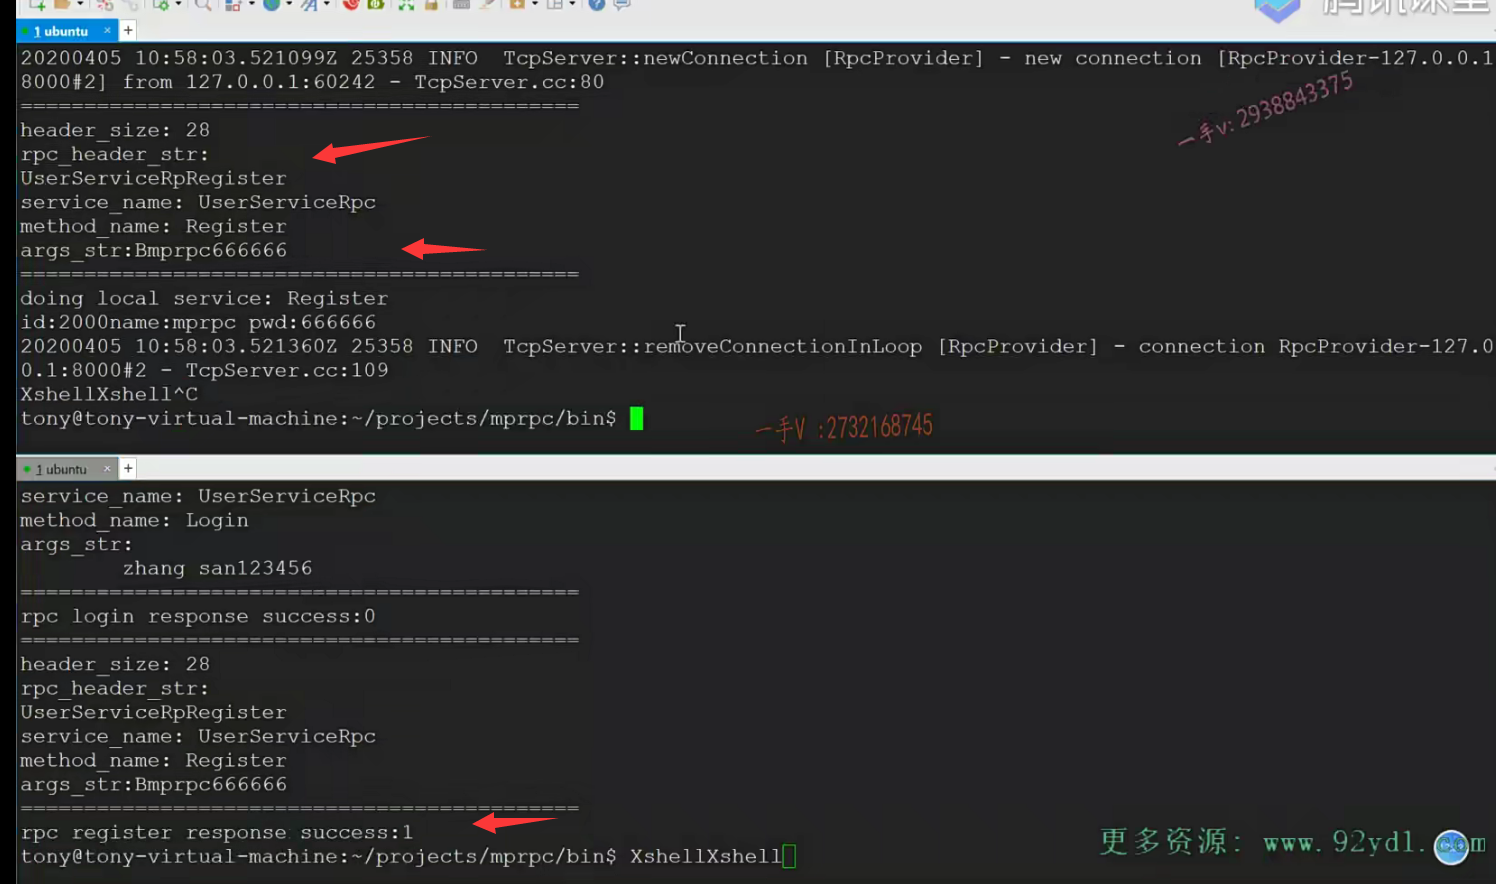 腾讯课堂
1 ubuntu × +
20200405 10:58:03.521099Z 25358 INFO  TcpServer::newConnection [RpcProvider] - new connection [RpcProvider-127.0.0.1
8000#2] from 127.0.0.1:60242 - TcpServer.cc:80
============================================
一手v:2938843375
header_size: 28
rpc_header_str:
UserServiceRpRegister
service_name: UserServiceRpc
method_name: Register
args_str:Bmprpc666666
============================================
doing local service: Register
id:2000name:mprpc pwd:666666
20200405 10:58:03.521360Z 25358 INFO  TcpServer::removeConnectionInLoop [RpcProvider] - connection RpcProvider-127.0
0.1:8000#2 - TcpServer.cc:109
XshellXshell^C
tony@tony-virtual-machine:~/projects/mprpc/bin$
一手V :2732168745
1 ubuntu × +
service_name: UserServiceRpc
method_name: Login
args_str:
        zhang san123456
============================================
rpc login response success:0
============================================
header_size: 28
rpc_header_str:
UserServiceRpRegister
service_name: UserServiceRpc
method_name: Register
args_str:Bmprpc666666
============================================
rpc register response success:1
tony@tony-virtual-machine:~/projects/mprpc/bin$ XshellXshell
更多资源: www.92ydl.com